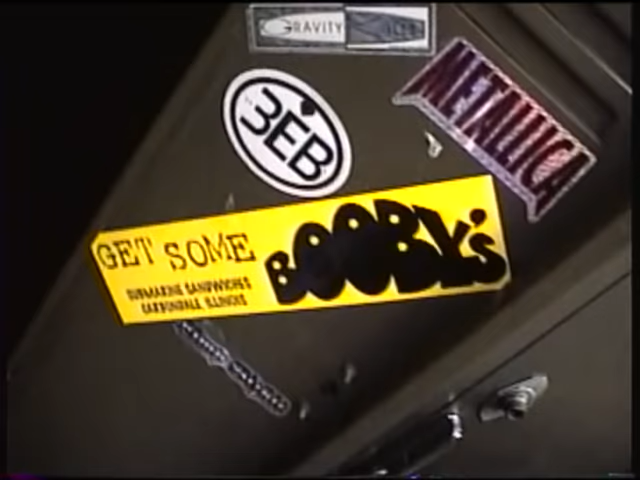 GRAVITY
METALLICA
3EB
GET SOME BOOBY'S
SUBMARINE SANDWICHES
CARBONDALE ILLINOIS